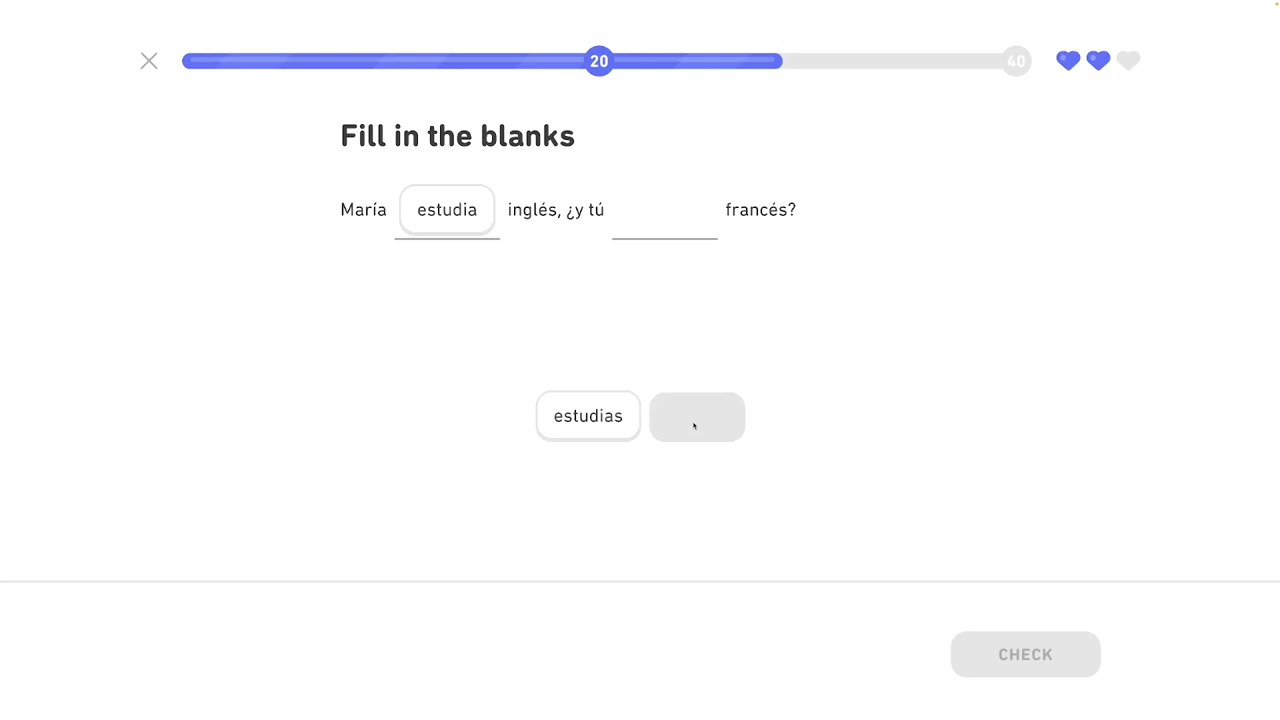 20
40
Fill in the blanks
María estudia inglés, ¿y tú francés?
estudias
CHECK